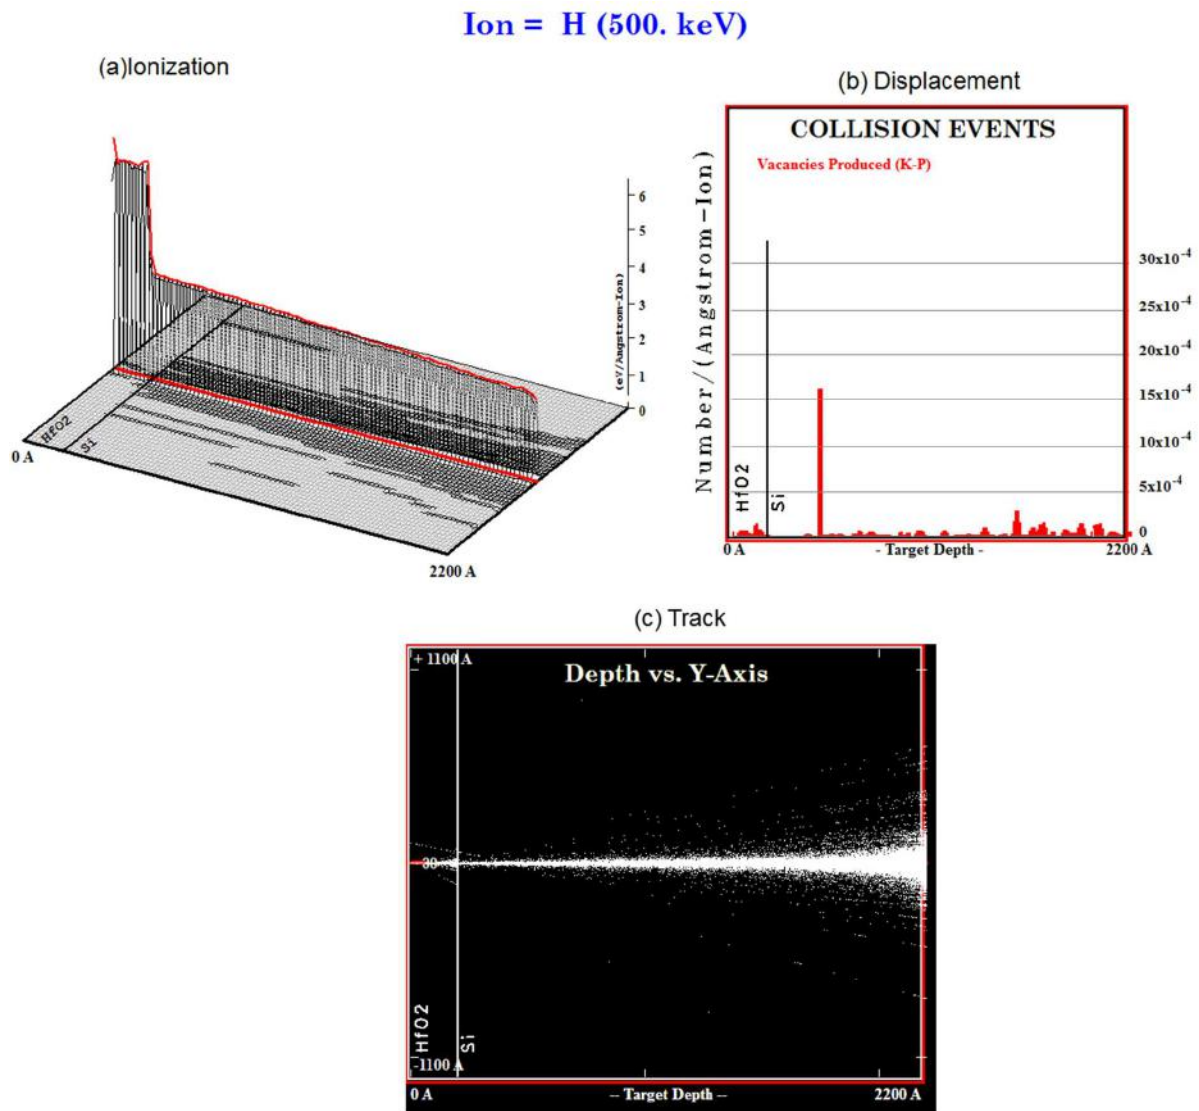 Ion = H (500. keV)
(a)Ionization
6
5
4
3
2
1
0
(eV/Angstrom-Ion)
HfO2
Si
0 A
2200 A
(b) Displacement
COLLISION EVENTS
Vacancies Produced (K-P)
Number/(Angstrom-Ion)
30x10-4
25x10-4
20x10-4
15x10-4
10x10-4
5x10-4
0
HfO2
Si
0 A
- Target Depth -
2200 A
(c) Track
+ 1100 A
Depth vs. Y-Axis
HfO2
Si
-1100 A
0 A
-- Target Depth --
2200 A